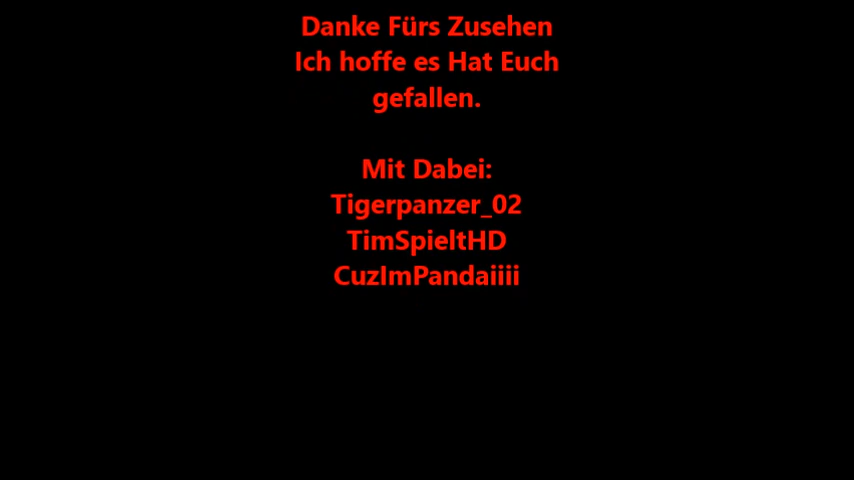 Danke Fürs Zusehen
Ich hoffe es Hat Euch
gefallen.
Mit Dabei:
Tigerpanzer_02
TimSpieltHD
CuzImPandaiiii